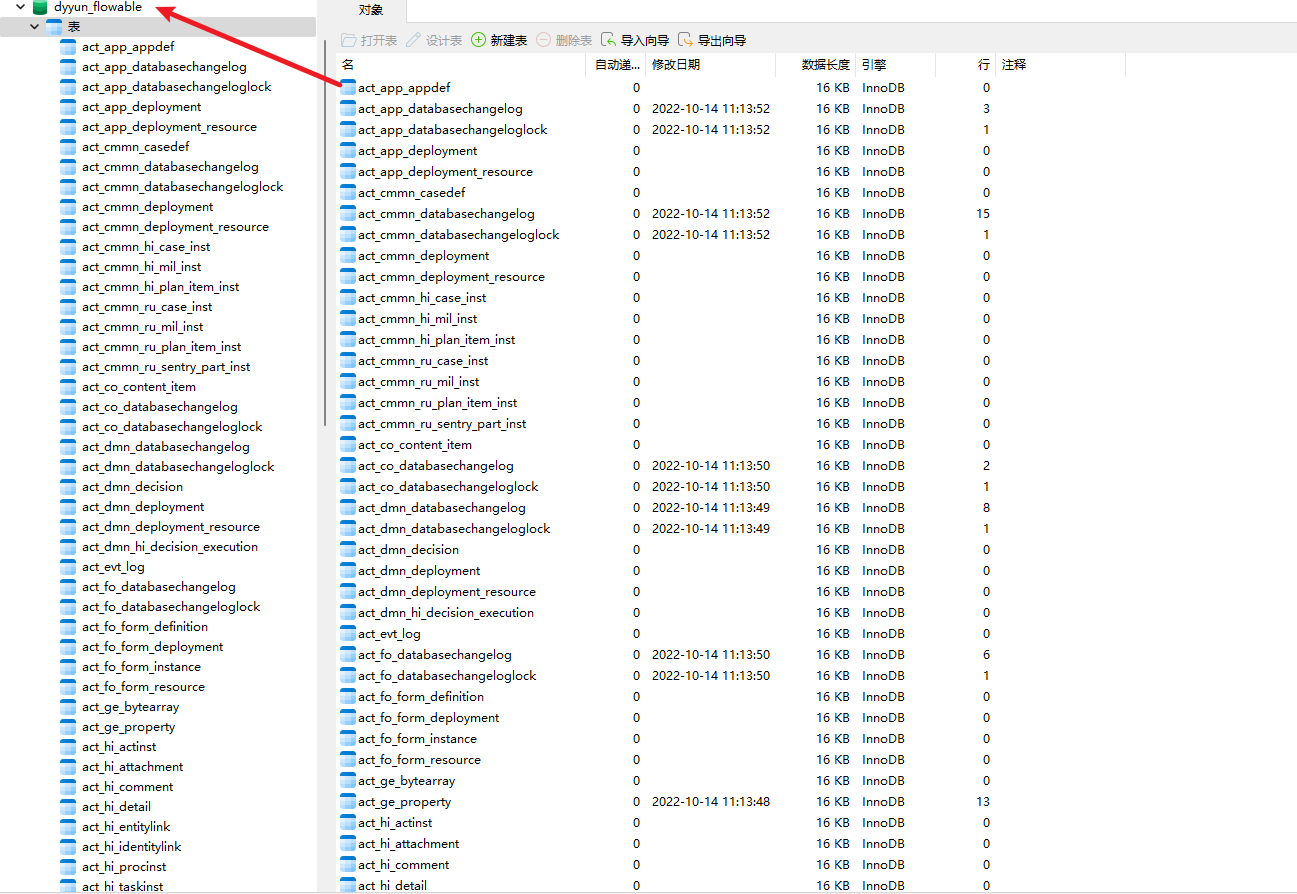 dyyun_flowable
表
act_app_appdef
act_app_databasechangelog
act_app_databasechangeloglock
act_app_deployment
act_app_deployment_resource
act_cmmn_casedef
act_cmmn_databasechangelog
act_cmmn_databasechangeloglock
act_cmmn_deployment
act_cmmn_deployment_resource
act_cmmn_hi_case_inst
act_cmmn_hi_mil_inst
act_cmmn_hi_plan_item_inst
act_cmmn_ru_case_inst
act_cmmn_ru_mil_inst
act_cmmn_ru_plan_item_inst
act_cmmn_ru_sentry_part_inst
act_co_content_item
act_co_databasechangelog
act_co_databasechangeloglock
act_dmn_databasechangelog
act_dmn_databasechangeloglock
act_dmn_decision
act_dmn_deployment
act_dmn_deployment_resource
act_dmn_hi_decision_execution
act_evt_log
act_fo_databasechangelog
act_fo_databasechangeloglock
act_fo_form_definition
act_fo_form_deployment
act_fo_form_instance
act_fo_form_resource
act_ge_bytearray
act_ge_property
act_hi_actinst
act_hi_attachment
act_hi_comment
act_hi_detail
act_hi_entitylink
act_hi_identitylink
act_hi_procinst
act_hi_taskinst
对象
打开表 设计表 新建表 删除表 导入向导 导出向导
名 自动递... 修改日期 数据长度 引擎 行 注释
act_app_appdef 0 16 KB InnoDB 0
act_app_databasechangelog 0 2022-10-14 11:13:52 16 KB InnoDB 3
act_app_databasechangeloglock 0 2022-10-14 11:13:52 16 KB InnoDB 1
act_app_deployment 0 16 KB InnoDB 0
act_app_deployment_resource 0 16 KB InnoDB 0
act_cmmn_casedef 0 16 KB InnoDB 0
act_cmmn_databasechangelog 0 2022-10-14 11:13:52 16 KB InnoDB 15
act_cmmn_databasechangeloglock 0 2022-10-14 11:13:52 16 KB InnoDB 1
act_cmmn_deployment 0 16 KB InnoDB 0
act_cmmn_deployment_resource 0 16 KB InnoDB 0
act_cmmn_hi_case_inst 0 16 KB InnoDB 0
act_cmmn_hi_mil_inst 0 16 KB InnoDB 0
act_cmmn_hi_plan_item_inst 0 16 KB InnoDB 0
act_cmmn_ru_case_inst 0 16 KB InnoDB 0
act_cmmn_ru_mil_inst 0 16 KB InnoDB 0
act_cmmn_ru_plan_item_inst 0 16 KB InnoDB 0
act_cmmn_ru_sentry_part_inst 0 16 KB InnoDB 0
act_co_content_item 0 16 KB InnoDB 0
act_co_databasechangelog 0 2022-10-14 11:13:50 16 KB InnoDB 2
act_co_databasechangeloglock 0 2022-10-14 11:13:50 16 KB InnoDB 1
act_dmn_databasechangelog 0 2022-10-14 11:13:49 16 KB InnoDB 8
act_dmn_databasechangeloglock 0 2022-10-14 11:13:49 16 KB InnoDB 1
act_dmn_decision 0 16 KB InnoDB 0
act_dmn_deployment 0 16 KB InnoDB 0
act_dmn_deployment_resource 0 16 KB InnoDB 0
act_dmn_hi_decision_execution 0 16 KB InnoDB 0
act_evt_log 0 16 KB InnoDB 0
act_fo_databasechangelog 0 2022-10-14 11:13:50 16 KB InnoDB 6
act_fo_databasechangeloglock 0 2022-10-14 11:13:50 16 KB InnoDB 1
act_fo_form_definition 0 16 KB InnoDB 0
act_fo_form_deployment 0 16 KB InnoDB 0
act_fo_form_instance 0 16 KB InnoDB 0
act_fo_form_resource 0 16 KB InnoDB 0
act_ge_bytearray 0 16 KB InnoDB 0
act_ge_property 0 2022-10-14 11:13:48 16 KB InnoDB 13
act_hi_actinst 0 16 KB InnoDB 0
act_hi_attachment 0 16 KB InnoDB 0
act_hi_comment 0 16 KB InnoDB 0
act_hi_detail 0 16 KB InnoDB 0